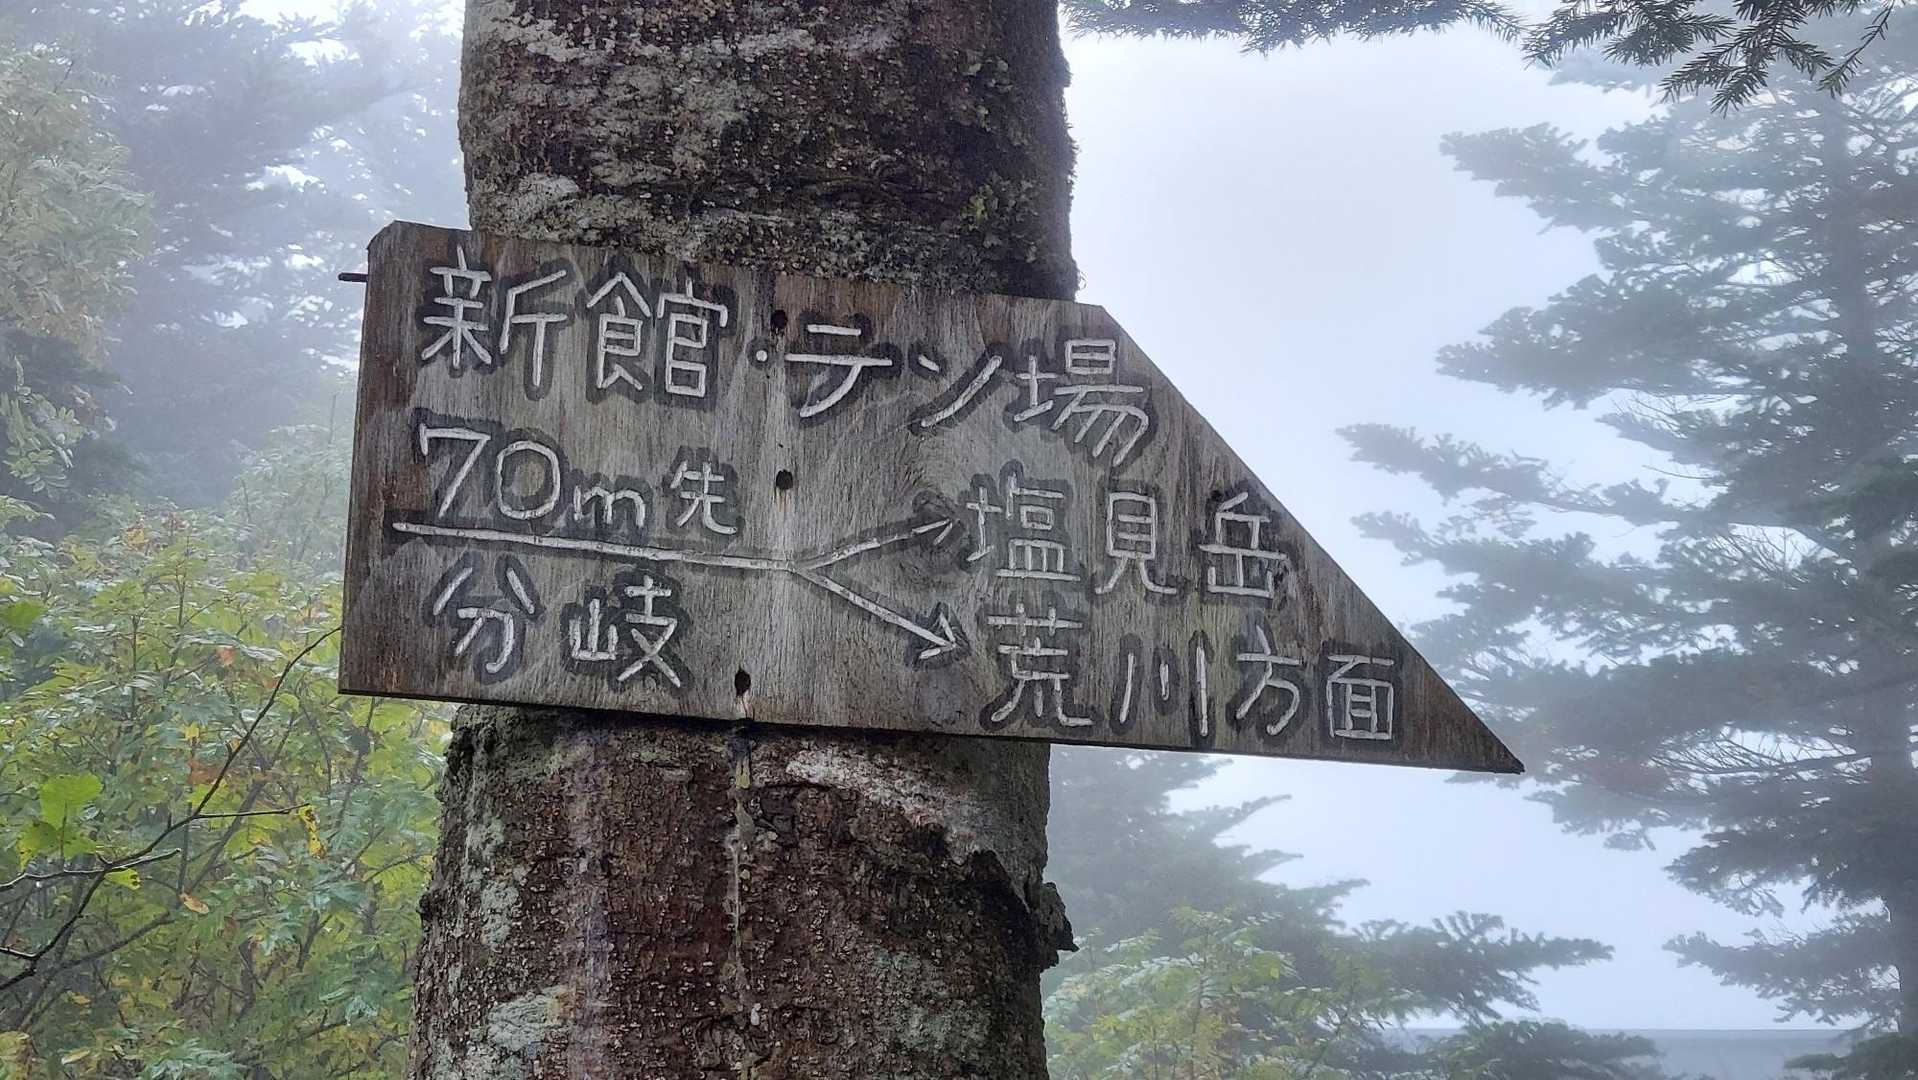 新館・テン場
70m先
塩見岳
分岐
荒川方面